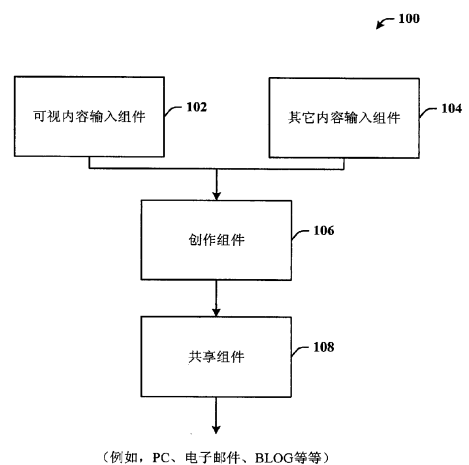 100
可视内容输入组件
102
其它内容输入组件
104
创作组件
106
共享组件
108
（例如，PC、电子邮件、BLOG等等）